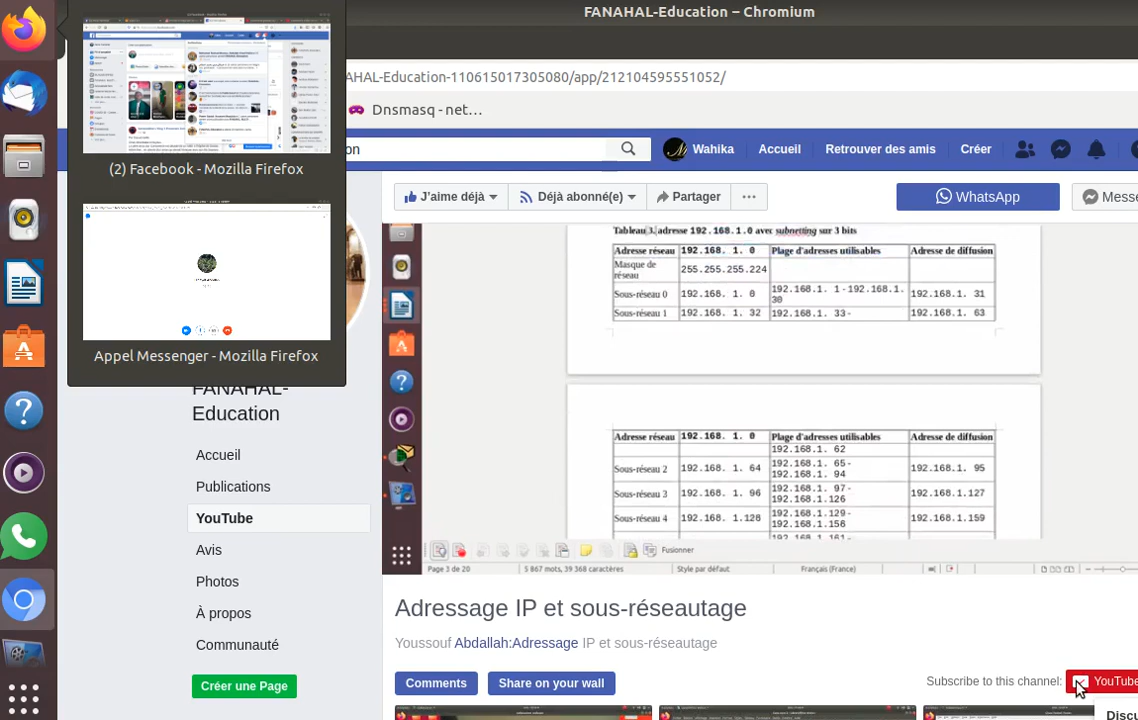 FANAHAL-Education – Chromium
AHAL-Education-110615017305080/app/212104595551052/
Dnsmasq - net…
(2) Facebook - Mozilla Firefox
Appel Messenger - Mozilla Firefox
on
Wahika
Accueil
Retrouver des amis
Créer
J'aime déjà
Déjà abonné(e)
Partager
WhatsApp
Messe
FANAHAL-
Education
Accueil
Publications
YouTube
Avis
Photos
À propos
Communauté
Créer une Page
Tableau 3. adresse 192.168.1.0 avec subnetting sur 3 bits
Adresse réseau 192.168. 1. 0 Plage d'adresses utilisables Adresse de diffusion
Masque de réseau 255.255.255.224
Sous-réseau 0 192.168. 1. 0 192.168.1. 1-192.168.1. 30 192.168.1. 31
Sous-réseau 1 192.168. 1. 32 192.168.1. 33- 192.168.1. 63
Adresse réseau 192.168. 1. 0 Plage d'adresses utilisables Adresse de diffusion
192.168.1. 62
Sous-réseau 2 192.168. 1. 64 192.168.1. 65- 192.168.1. 94 192.168.1. 95
Sous-réseau 3 192.168. 1. 96 192.168.1. 97- 192.168.1.126 192.168.1.127
Sous-réseau 4 192.168. 1.128 192.168.1.129- 192.168.1.158 192.168.1.159
192.168.1.161-
Fusionner
Page 3 de 20 5 867 mots, 39 368 caractères Style par défaut Français (France)
Adressage IP et sous-réseautage
Youssouf Abdallah:Adressage IP et sous-réseautage
Comments
Share on your wall
Subscribe to this channel:
YouTube
Discu